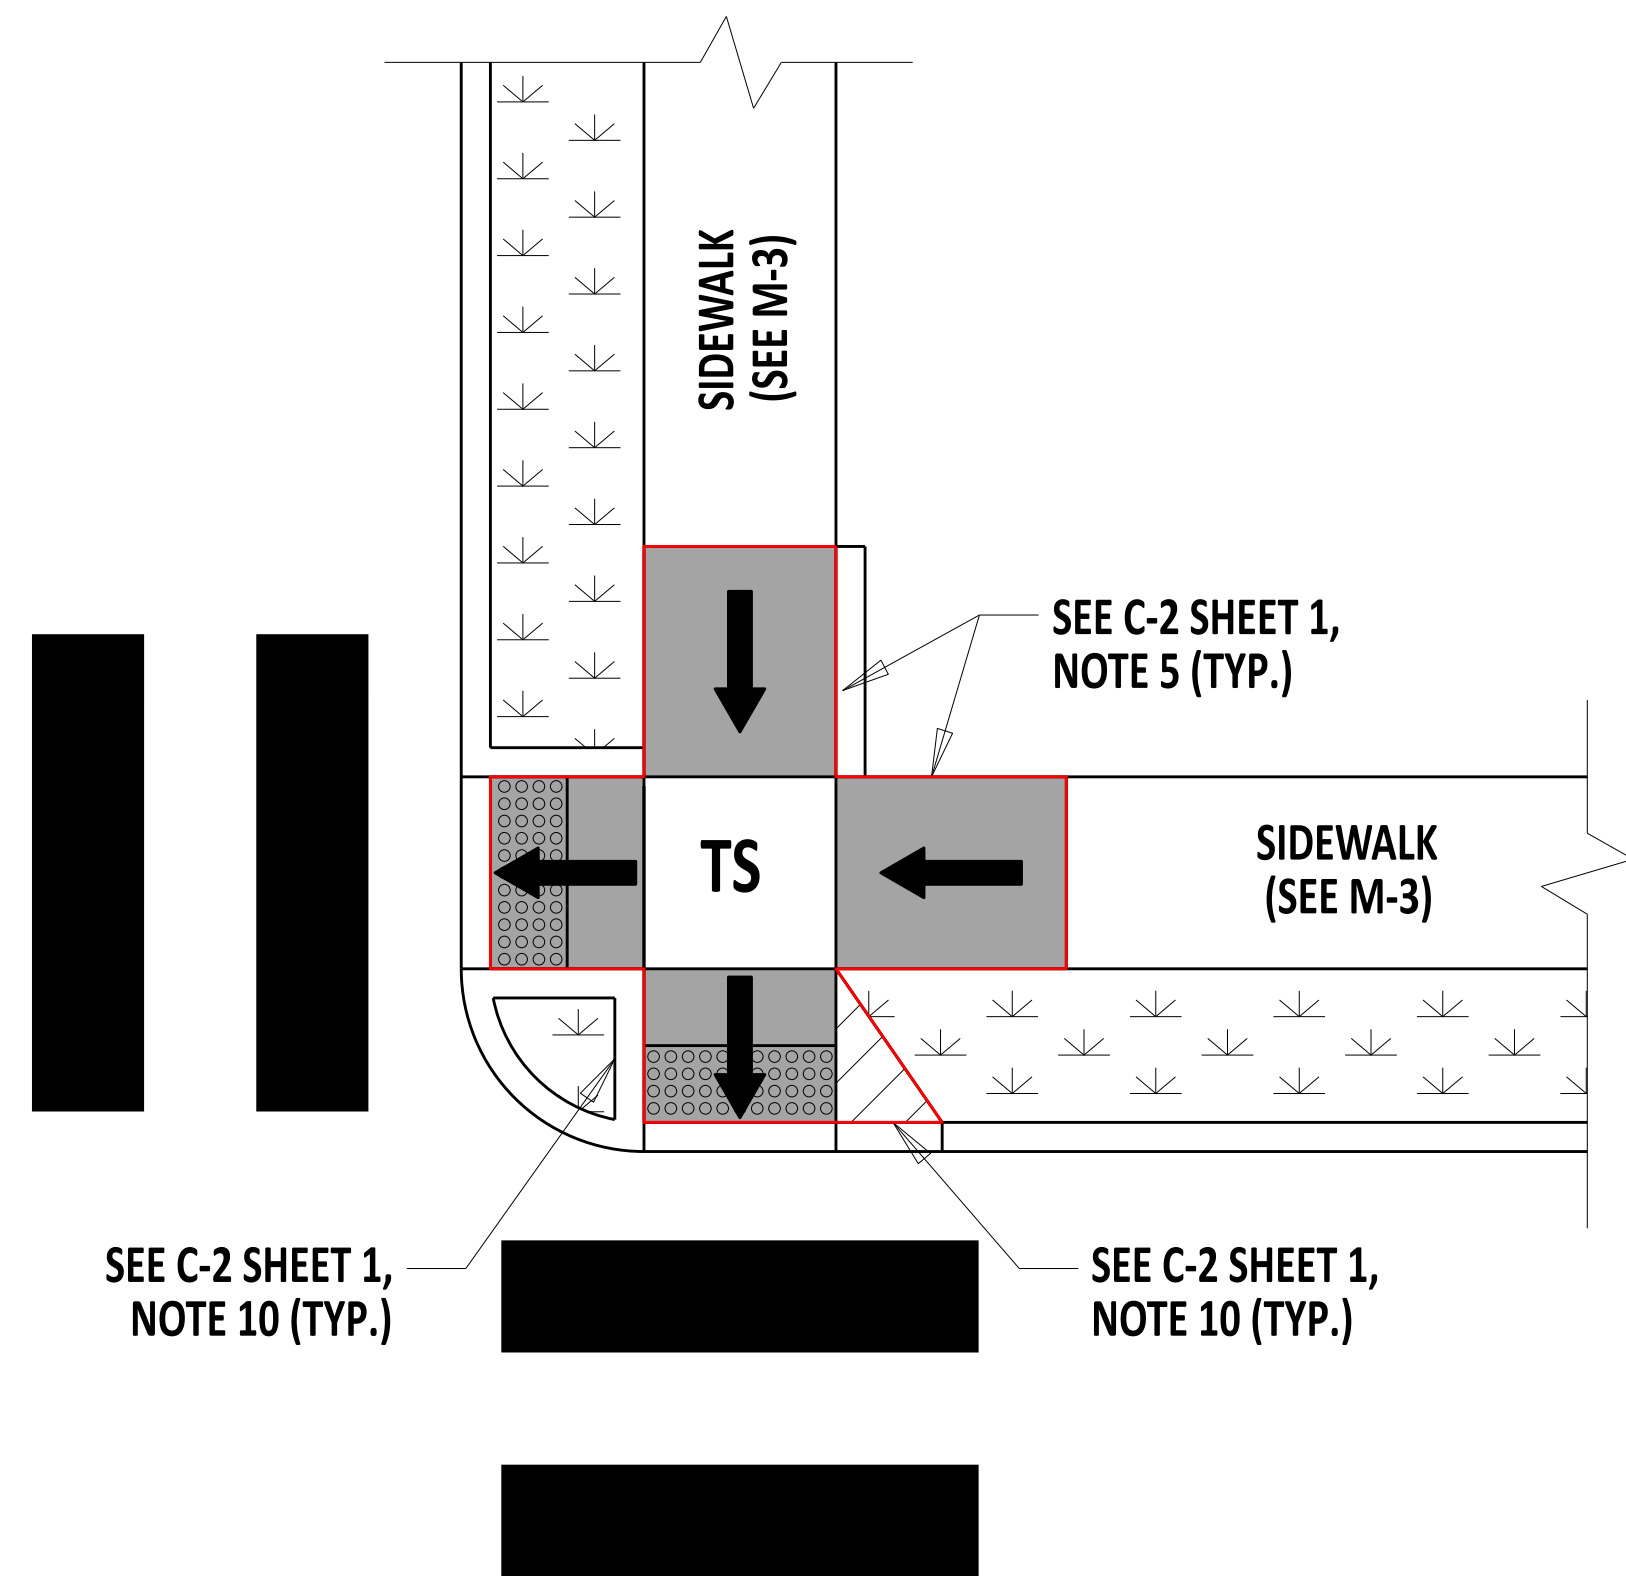 SIDEWALK
(SEE M-3)
SEE C-2 SHEET 1,
NOTE 5 (TYP.)
TS
SIDEWALK
(SEE M-3)
SEE C-2 SHEET 1,
NOTE 10 (TYP.)
SEE C-2 SHEET 1,
NOTE 10 (TYP.)